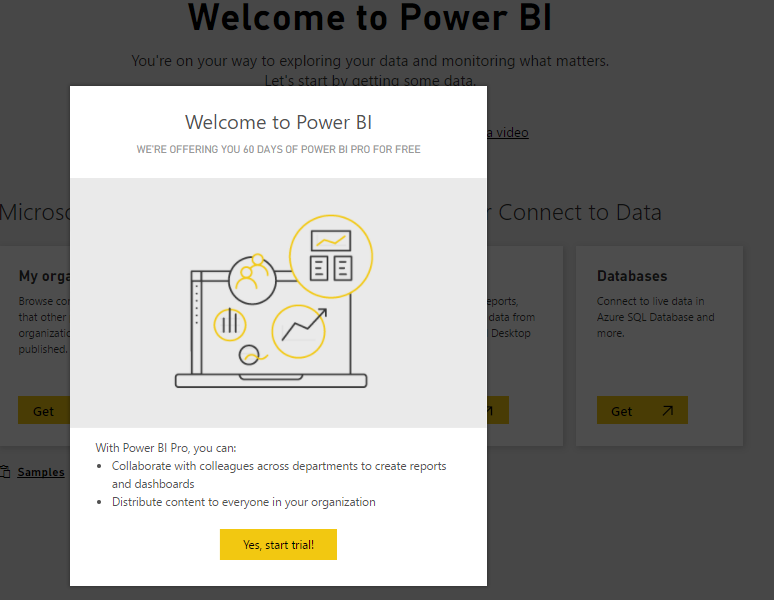 Welcome to Power BI
You're on your way to exploring your data and monitoring what matters.
Let's start by getting some data.
a video
Welcome to Power BI
WE'RE OFFERING YOU 60 DAYS OF POWER BI PRO FOR FREE
Connect to Data
My orga
Browse
that other
organizatio
published.
Get
eports,
data from
Desktop
Databases
Connect to live data in
Azure SQL Database and
more.
Get
Samples
With Power BI Pro, you can:
• Collaborate with colleagues across departments to create reports
and dashboards
• Distribute content to everyone in your organization
Yes, start trial!